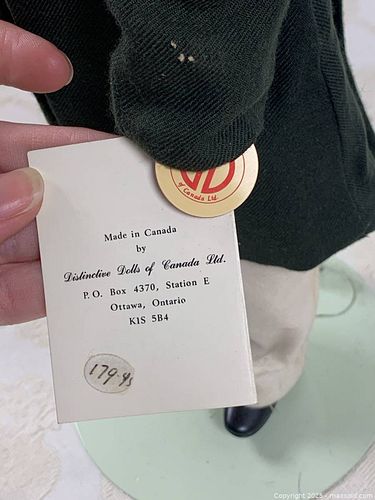 D
of Canada Ltd.
Made in Canada
by
Distinctive Dolls of Canada Ltd.
P. O. Box 4370, Station E
Ottawa, Ontario
K1S 5B4
179.95
Copyright 2025 - maxsold.com